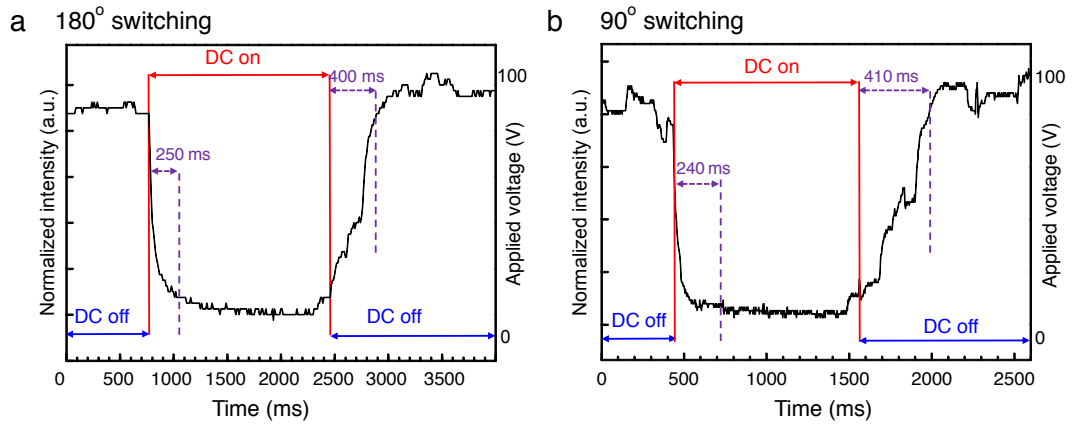 a 180° switching
Normalized intensity (a.u.)
DC on
400 ms
250 ms
DC off
DC off
100
0
Applied voltage (V)
0 500 1000 1500 2000 2500 3000 3500
Time (ms)
b 90° switching
Normalized intensity (a.u.)
DC on
410 ms
240 ms
DC off
DC off
100
0
Applied voltage (V)
0 500 1000 1500 2000 2500
Time (ms)